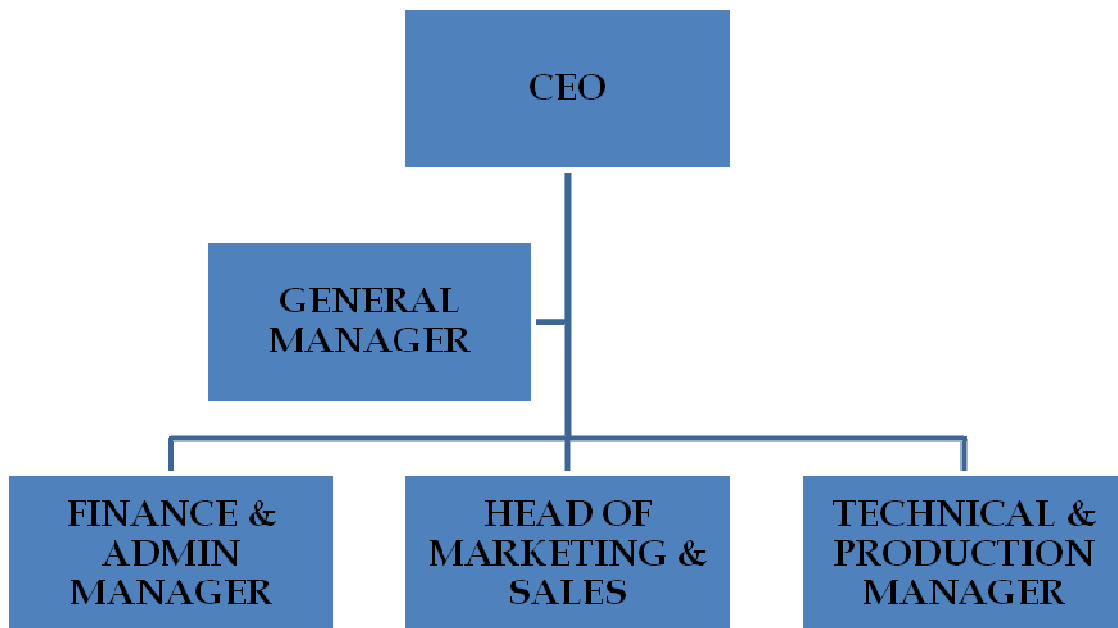 CEO
GENERAL
MANAGER
FINANCE &
ADMIN
MANAGER
HEAD OF
MARKETING &
SALES
TECHNICAL &
PRODUCTION
MANAGER